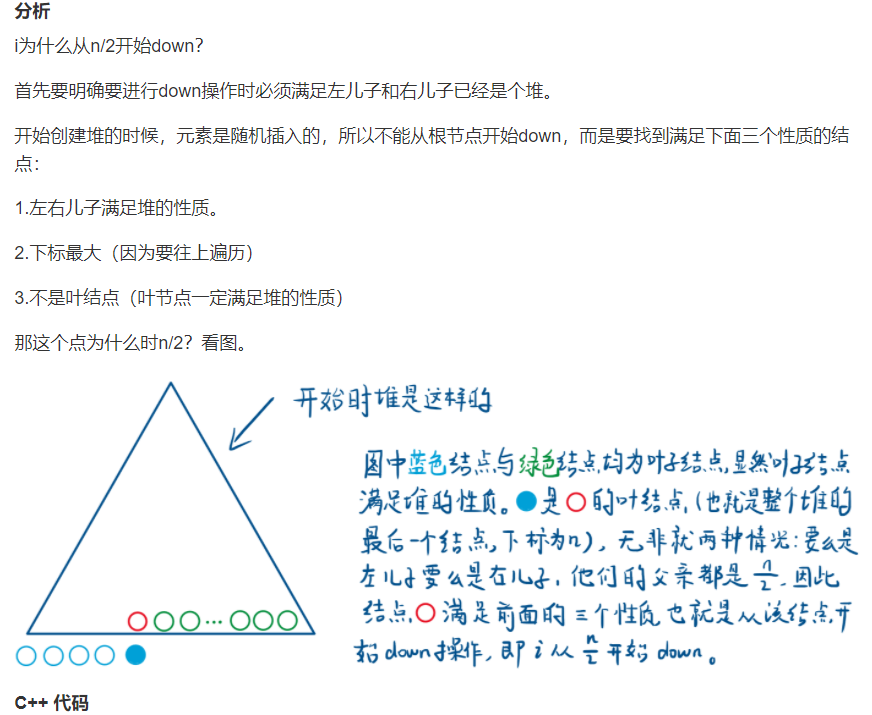 分析
i为什么从n/2开始down?
首先要明确要进行down操作时必须满足左儿子和右儿子已经是个堆。
开始创建堆的时候，元素是随机插入的，所以不能从根节点开始down，而是要找到满足下面三个性质的结
点：
1.左右儿子满足堆的性质。
2.下标最大（因为要往上遍历）
3.不是叶结点（叶节点一定满足堆的性质）
那这个点为什么时n/2？看图。
开始时堆是这样的
图中蓝色结点与绿色结点均为叶子结点,显然叶子结点
满足堆的性质。是的叶结点,(也就是整个堆的
最后一个结点,下标为n)，无非就两种情况:要么是
左儿子要么是右儿子，他们的父亲都是n/2，因此
结点满足前面的三个性质,也就是从该结点开
始down操作，即i从n/2开始down。
C++ 代码